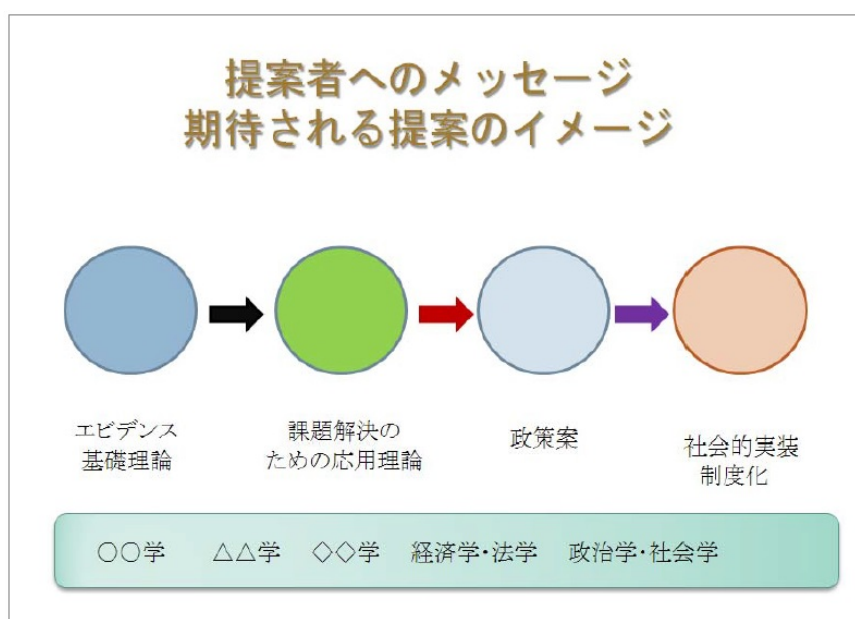 提案者へのメッセージ
期待される提案のイメージ
エビデンス
基礎理論
課題解決の
ための応用理論
政策案
社会的実装
制度化
○○学 △△学 ◇◇学 経済学・法学 政治学・社会学